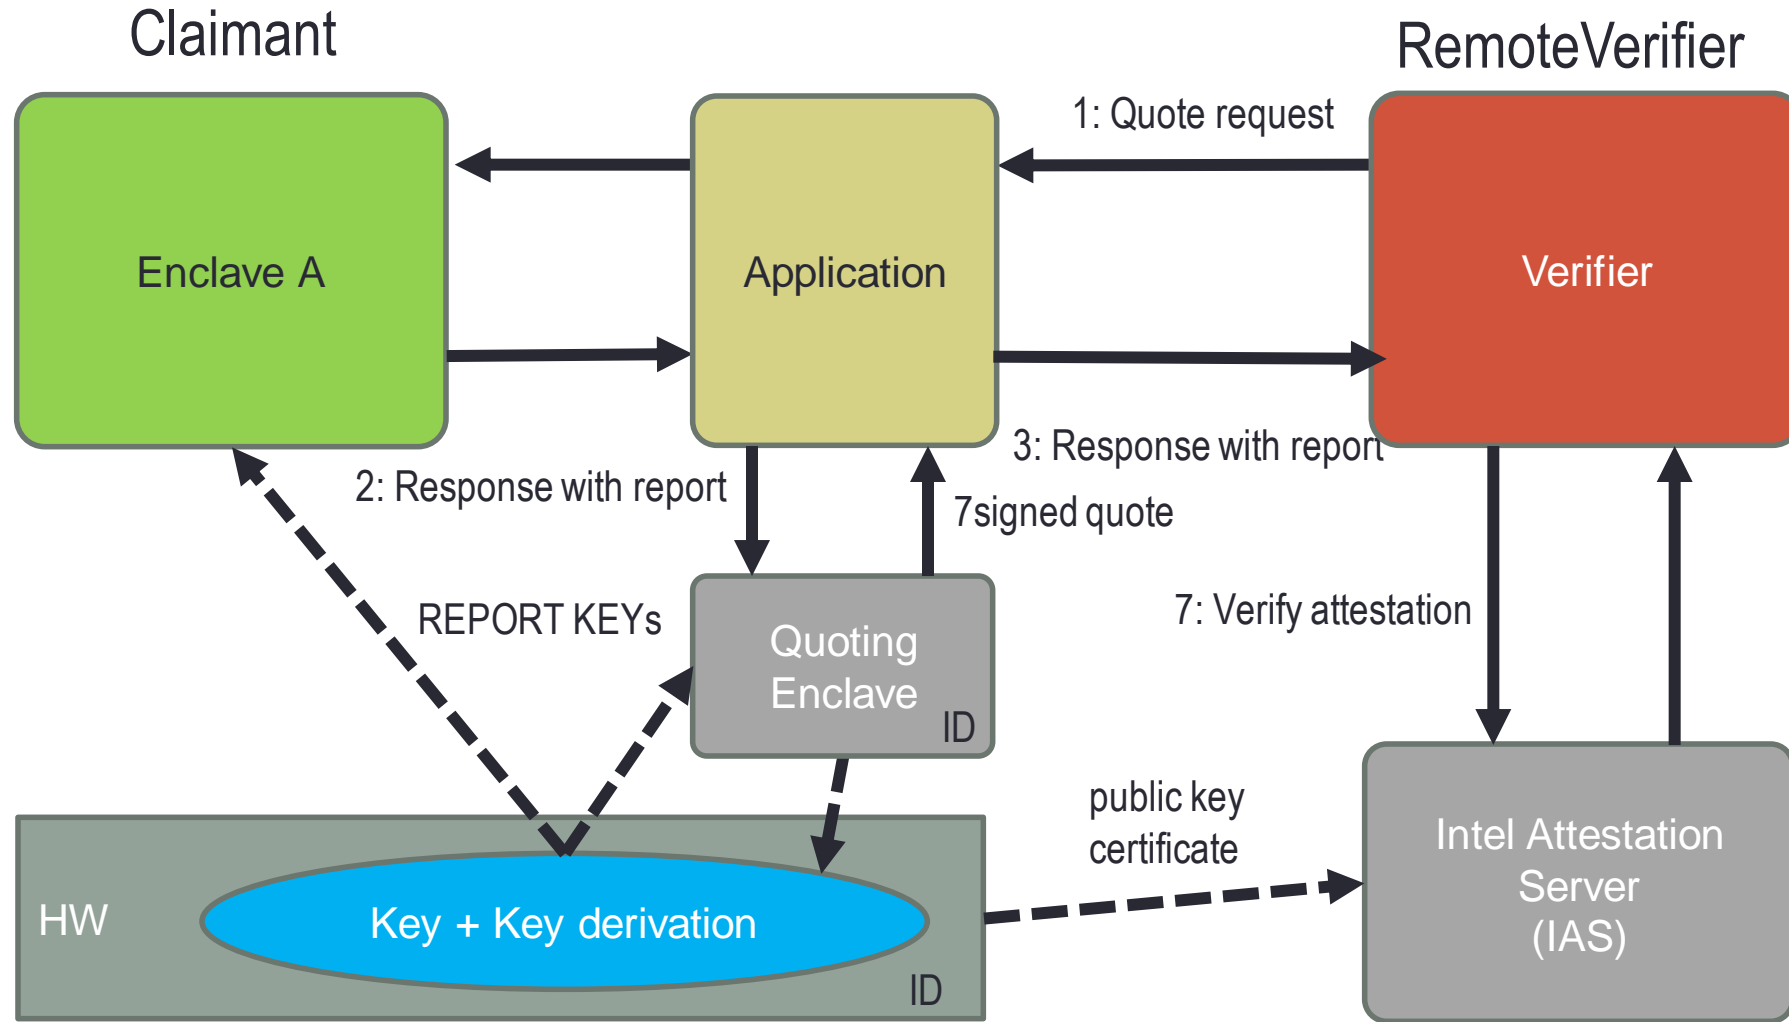 Claimant
RemoteVerifier
1: Quote request
Enclave A
Application
Verifier
3: Response with report
2: Response with report
7signed quote
REPORT KEYs
7: Verify attestation
Quoting
Enclave
ID
public key
certificate
Intel Attestation
Server
(IAS)
HW
Key + Key derivation
ID